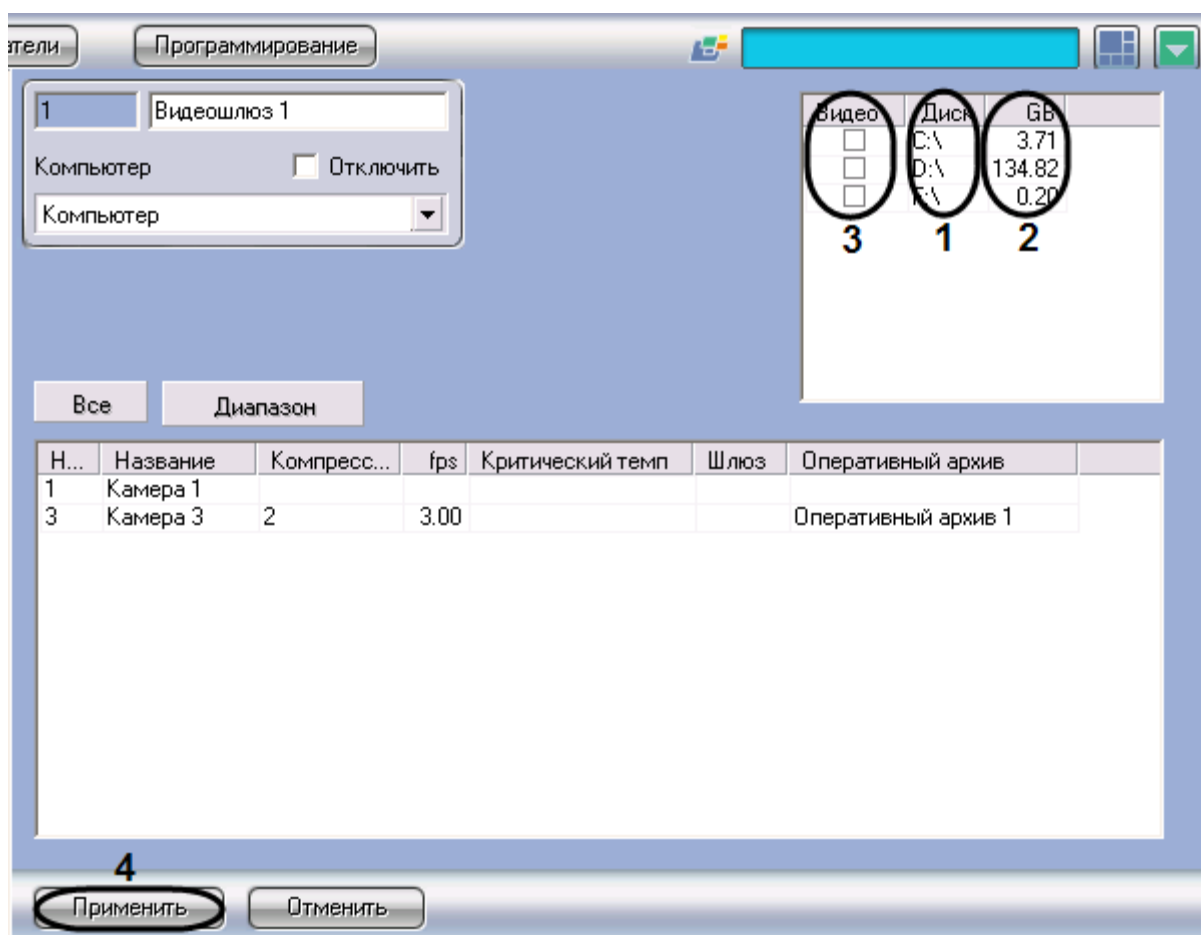 атели Программирование
1 Видеошлюз 1
Компьютер Отключить
Компьютер
Видео Диск GB
C:\ 3.71
D:\ 134.82
F:\ 0.20
3 1 2
Все Диапазон
Н... Название Компресс... fps Критический темп Шлюз Оперативный архив
1 Камера 1
3 Камера 3 2 3.00 Оперативный архив 1
4
Применить Отменить